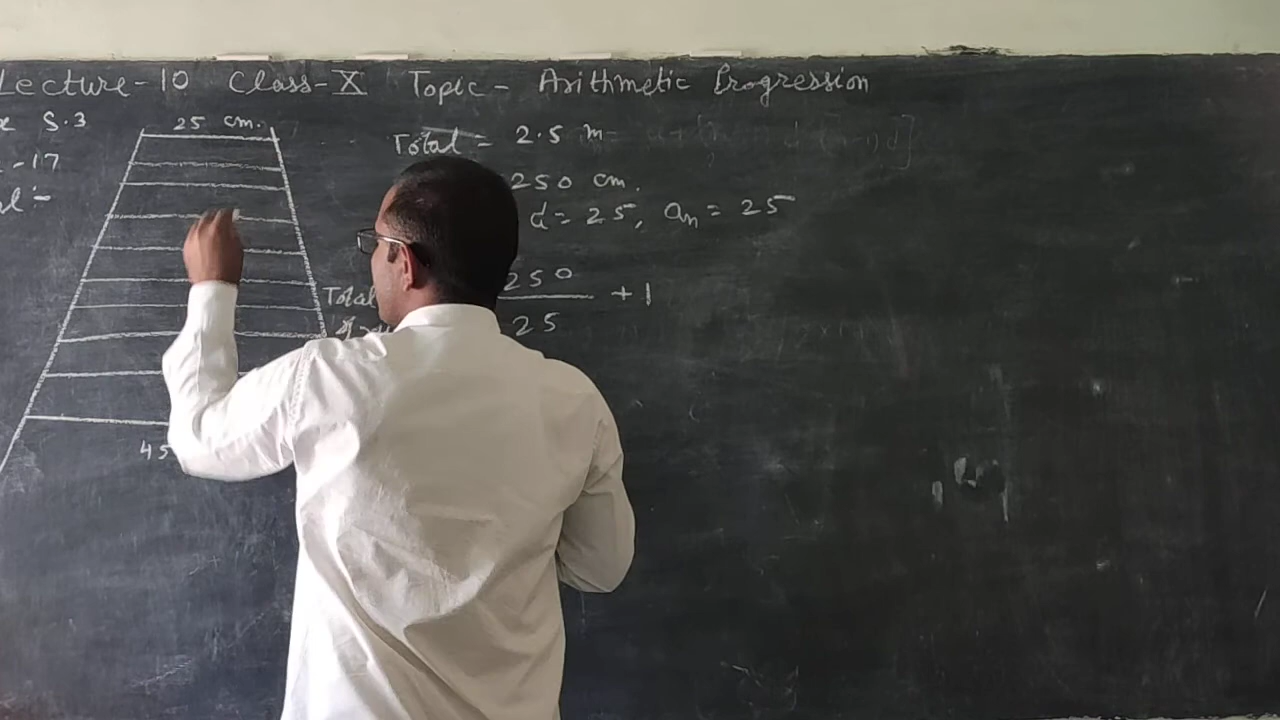 Lecture-10 Class-X Topic- Arithmetic Progression
S.3
25 cm.
Total = 2.5 m
-17
250 cm.
d = 25, an = 25
Total
250
+ 1
25
45